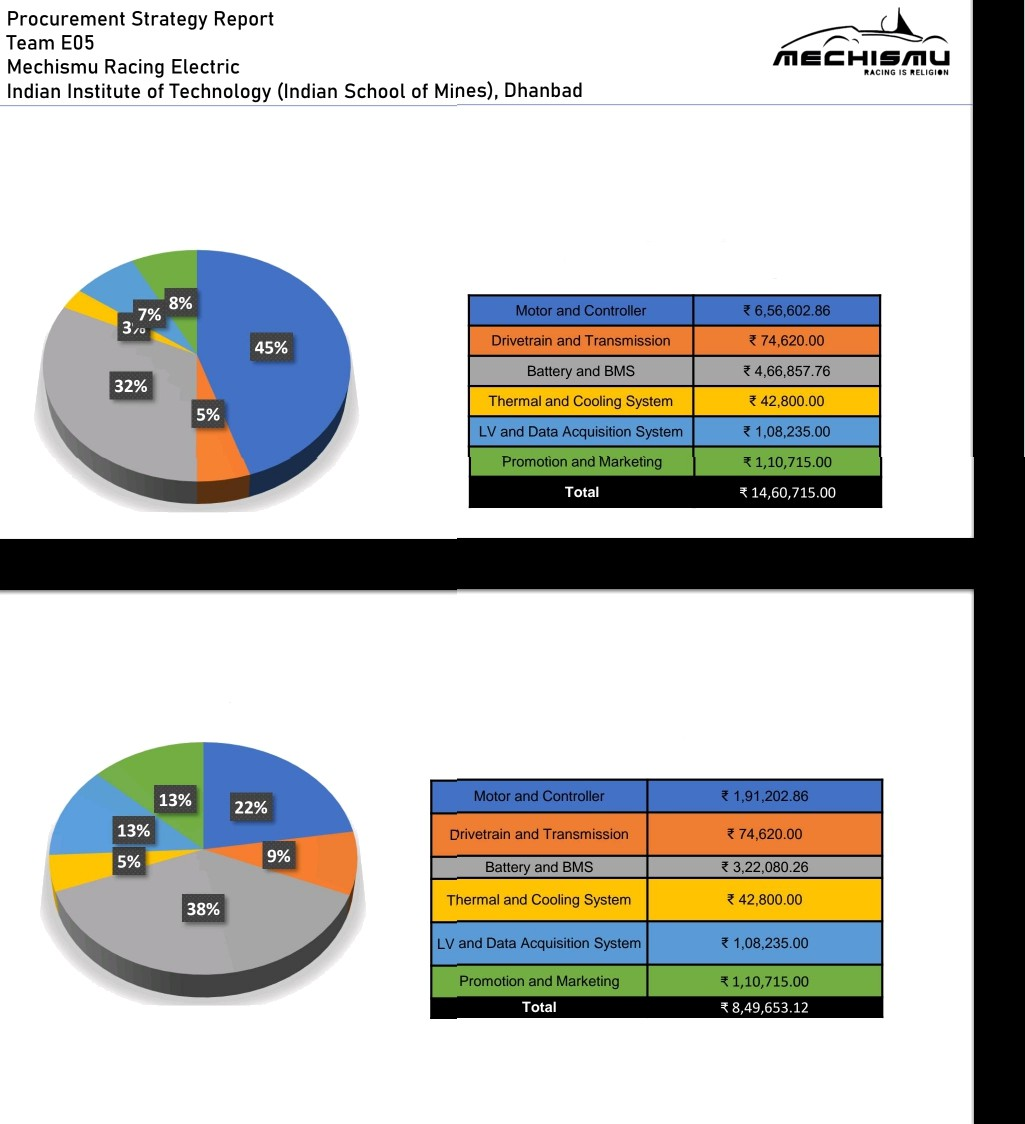 Procurement Strategy Report
Team E05
Mechismu Racing Electric
Indian Institute of Technology (Indian School of Mines), Dhanbad
MECHISMU
RACING IS RELIGION
8%
7%
3%
45%
32%
5%
Motor and Controller ₹ 6,56,602.86
Drivetrain and Transmission ₹ 74,620.00
Battery and BMS ₹ 4,66,857.76
Thermal and Cooling System ₹ 42,800.00
LV and Data Acquisition System ₹ 1,08,235.00
Promotion and Marketing ₹ 1,10,715.00
Total ₹ 14,60,715.00
13%
22%
13%
9%
5%
38%
Motor and Controller ₹ 1,91,202.86
Drivetrain and Transmission ₹ 74,620.00
Battery and BMS ₹ 3,22,080.26
Thermal and Cooling System ₹ 42,800.00
LV and Data Acquisition System ₹ 1,08,235.00
Promotion and Marketing ₹ 1,10,715.00
Total ₹ 8,49,653.12